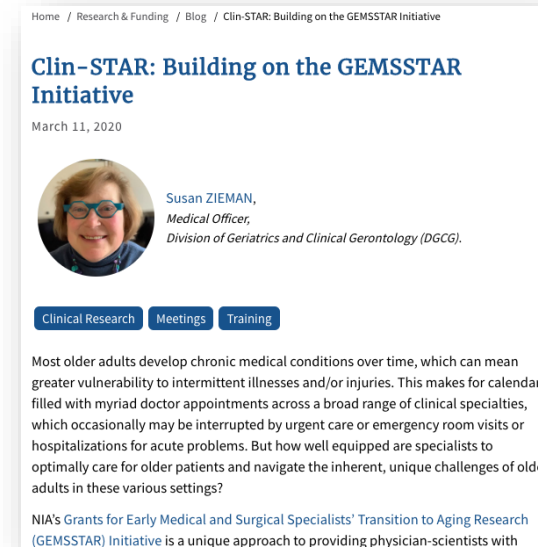 Home / Research & Funding / Blog / Clin-STAR: Building on the GEMSSTAR Initiative
Clin-STAR: Building on the GEMSSTAR
Initiative
March 11, 2020
Susan ZIEMAN,
Medical Officer,
Division of Geriatrics and Clinical Gerontology (DGCG).
Clinical Research Meetings Training
Most older adults develop chronic medical conditions over time, which can mean
greater vulnerability to intermittent illnesses and/or injuries. This makes for calendar
filled with myriad doctor appointments across a broad range of clinical specialties,
which occasionally may be interrupted by urgent care or emergency room visits or
hospitalizations for acute problems. But how well equipped are specialists to
optimally care for older patients and navigate the inherent, unique challenges of olde
adults in these various settings?
NIA's Grants for Early Medical and Surgical Specialists' Transition to Aging Research
(GEMSSTAR) Initiative is a unique approach to providing physician-scientists with